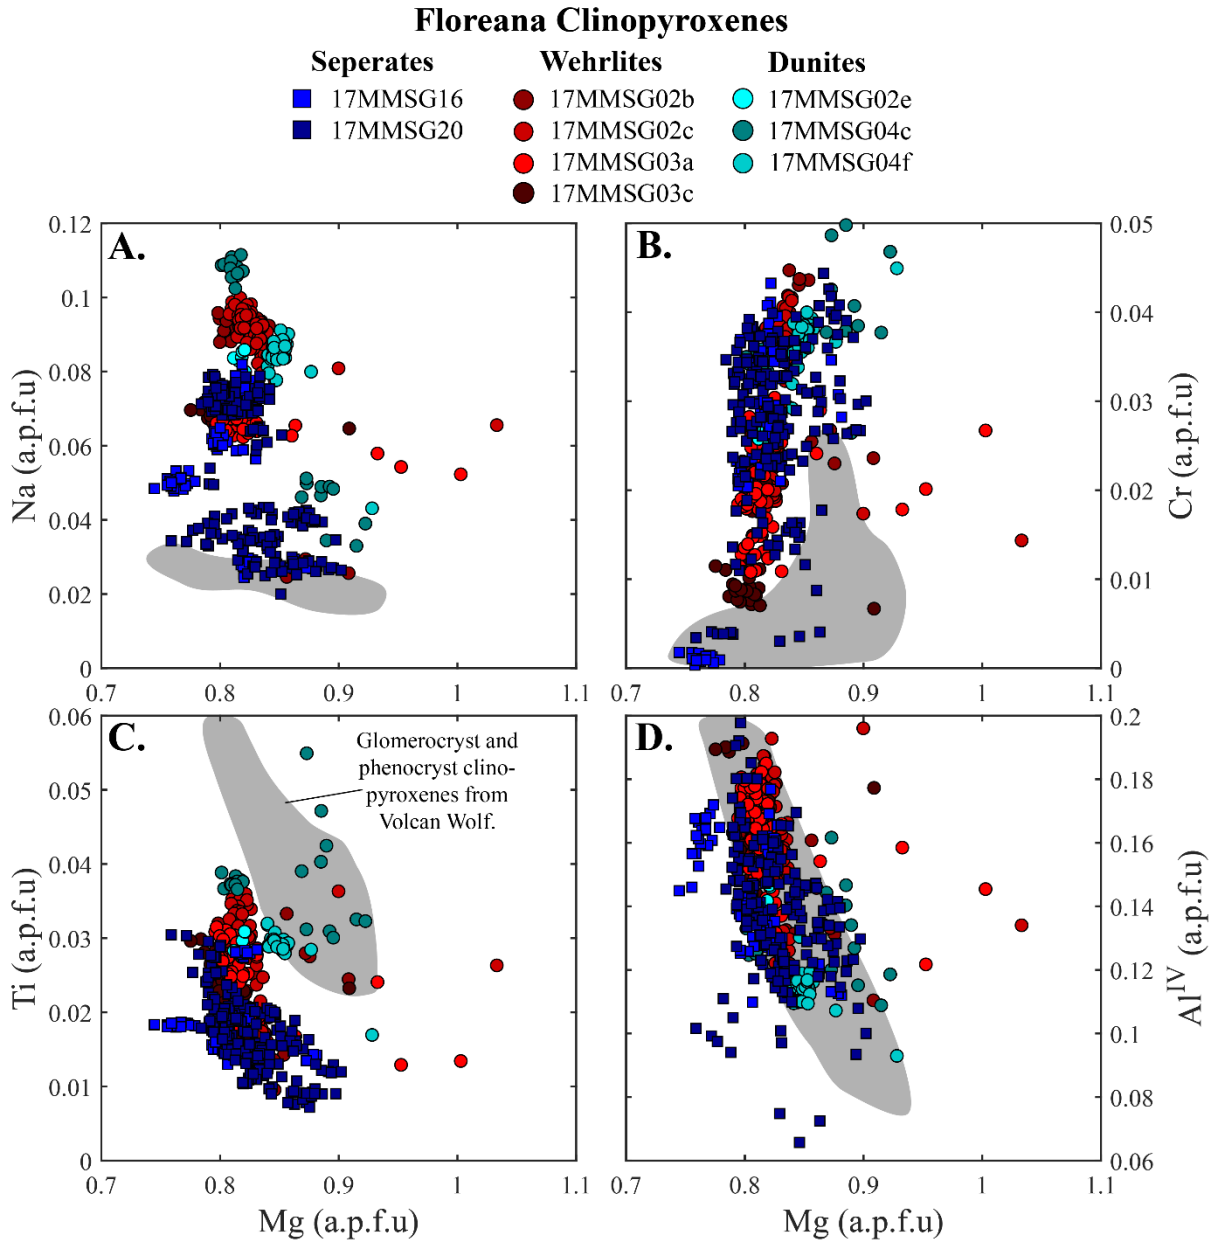 Floreana Clinopyroxenes
Seperates
17MMSG16
17MMSG20
Wehrlites
17MMSG02b
17MMSG02c
17MMSG03a
17MMSG03c
Dunites
17MMSG02e
17MMSG04c
17MMSG04f
A.
Na (a.p.f.u)
0.12
0.1
0.08
0.06
0.04
0.02
0
0.7
0.8
0.9
1
1.1
B.
Cr (a.p.f.u)
0.05
0.04
0.03
0.02
0.01
0
0.7
0.8
0.9
1
1.1
C.
Glomerocryst and
phenocryst clino-
pyroxenes from
Volcan Wolf.
Ti (a.p.f.u)
0.06
0.05
0.04
0.03
0.02
0.01
0
0.7
0.8
0.9
1
1.1
Mg (a.p.f.u)
D.
Al^IV (a.p.f.u)
0.2
0.18
0.16
0.14
0.12
0.1
0.08
0.06
0.7
0.8
0.9
1
1.1
Mg (a.p.f.u)